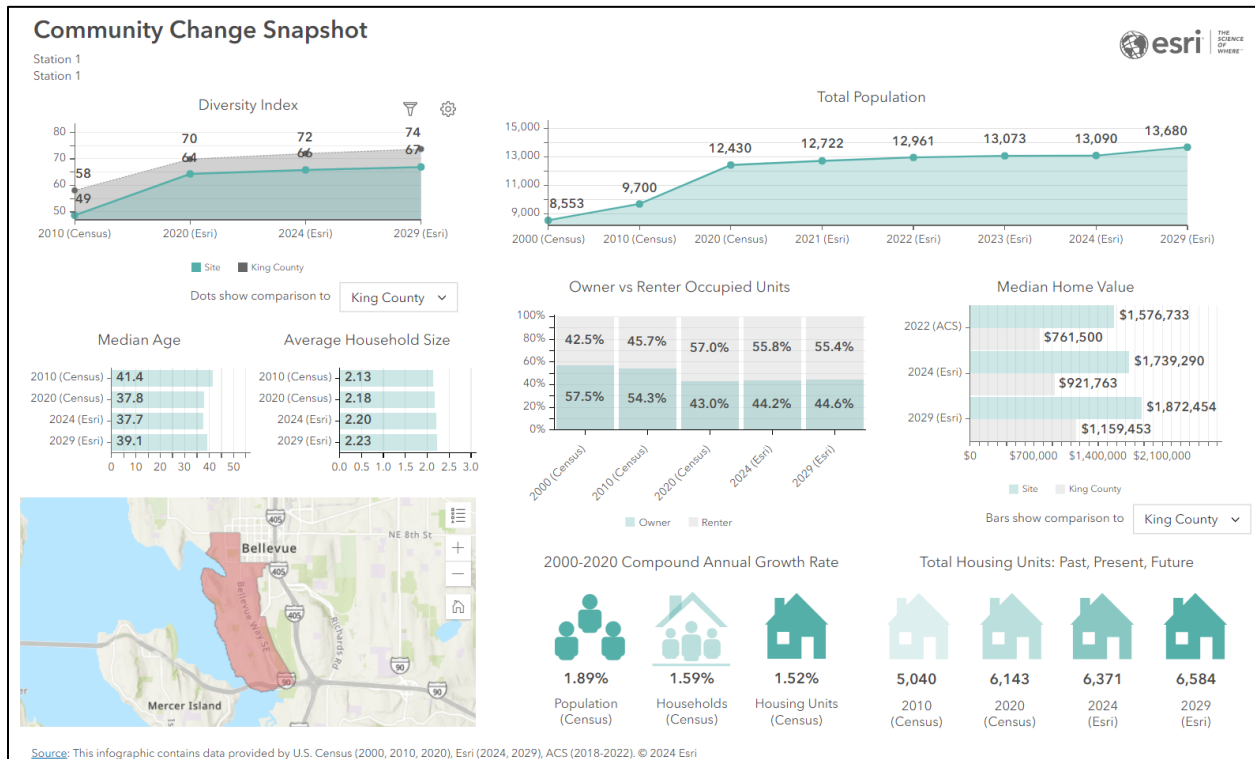 Community Change Snapshot
Station 1
Station 1
esri
THE
SCIENCE
OF
WHERE
Diversity Index
80
70
60
50
58
49
70
64
72
66
74
67
2010 (Census)
2020 (Esri)
2024 (Esri)
2029 (Esri)
Site
King County
Dots show comparison to
King County
Total Population
15,000
13,000
11,000
9,000
8,553
9,700
12,430
12,722
12,961
13,073
13,090
13,680
2000 (Census)
2010 (Census)
2020 (Census)
2021 (Esri)
2022 (Esri)
2023 (Esri)
2024 (Esri)
2029 (Esri)
Median Age
2010 (Census) 41.4
2020 (Census) 37.8
2024 (Esri) 37.7
2029 (Esri) 39.1
0 10 20 30 40 50
Average Household Size
2010 (Census) 2.13
2020 (Census) 2.18
2024 (Esri) 2.20
2029 (Esri) 2.23
0.0 0.5 1.0 1.5 2.0 2.5 3.0
Owner vs Renter Occupied Units
100%
80%
60%
40%
20%
0%
42.5% 45.7% 57.0% 55.8% 55.4%
57.5% 54.3% 43.0% 44.2% 44.6%
2000 (Census)
2010 (Census)
2020 (Census)
2024 (Esri)
2029 (Esri)
Owner
Renter
Median Home Value
2022 (ACS)
$1,576,733
$761,500
2024 (Esri)
$1,739,290
$921,763
2029 (Esri)
$1,872,454
$1,159,453
$0 $700,000 $1,400,000 $2,100,000
Site
King County
Bars show comparison to
King County
405
NE 8th St
Bellevue
405
405
Bellevue Way SE
Richards Rd
90
90
90
Mercer Island
2000-2020 Compound Annual Growth Rate
1.89%
Population
(Census)
1.59%
Households
(Census)
1.52%
Housing Units
(Census)
Total Housing Units: Past, Present, Future
5,040
2010
(Census)
6,143
2020
(Census)
6,371
2024
(Esri)
6,584
2029
(Esri)
Source: This infographic contains data provided by U.S. Census (2000, 2010, 2020), Esri (2024, 2029), ACS (2018-2022). © 2024 Esri